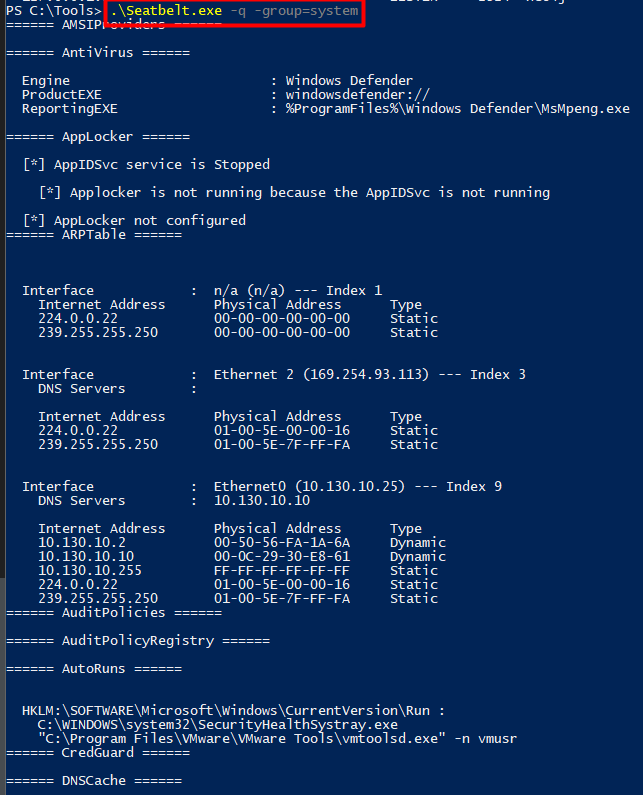 PS C:\Tools> .\Seatbelt.exe -q -group=system
====== AMSIProviders ======
====== AntiVirus ======
Engine : Windows Defender
ProductEXE : windowsdefender://
ReportingEXE : %ProgramFiles%\Windows Defender\MsMpeng.exe
====== AppLocker ======
[*] AppIDSvc service is Stopped
[*] Applocker is not running because the AppIDSvc is not running
[*] AppLocker not configured
====== ARPTable ======
Interface : n/a (n/a) --- Index 1
Internet Address Physical Address Type
224.0.0.22 00-00-00-00-00-00 Static
239.255.255.250 00-00-00-00-00-00 Static
Interface : Ethernet 2 (169.254.93.113) --- Index 3
DNS Servers :
Internet Address Physical Address Type
224.0.0.22 01-00-5E-00-00-16 Static
239.255.255.250 01-00-5E-7F-FF-FA Static
Interface : Ethernet0 (10.130.10.25) --- Index 9
DNS Servers : 10.130.10.10
Internet Address Physical Address Type
10.130.10.2 00-50-56-FA-1A-6A Dynamic
10.130.10.10 00-0C-29-30-E8-61 Dynamic
10.130.10.255 FF-FF-FF-FF-FF-FF Static
224.0.0.22 01-00-5E-00-00-16 Static
239.255.255.250 01-00-5E-7F-FF-FA Static
====== AuditPolicies ======
====== AuditPolicyRegistry ======
====== AutoRuns ======
HKLM:\SOFTWARE\Microsoft\Windows\CurrentVersion\Run :
C:\WINDOWS\system32\SecurityHealthSystray.exe
"C:\Program Files\VMware\VMware Tools\vmtoolsd.exe" -n vmusr
====== CredGuard ======
====== DNSCache ======